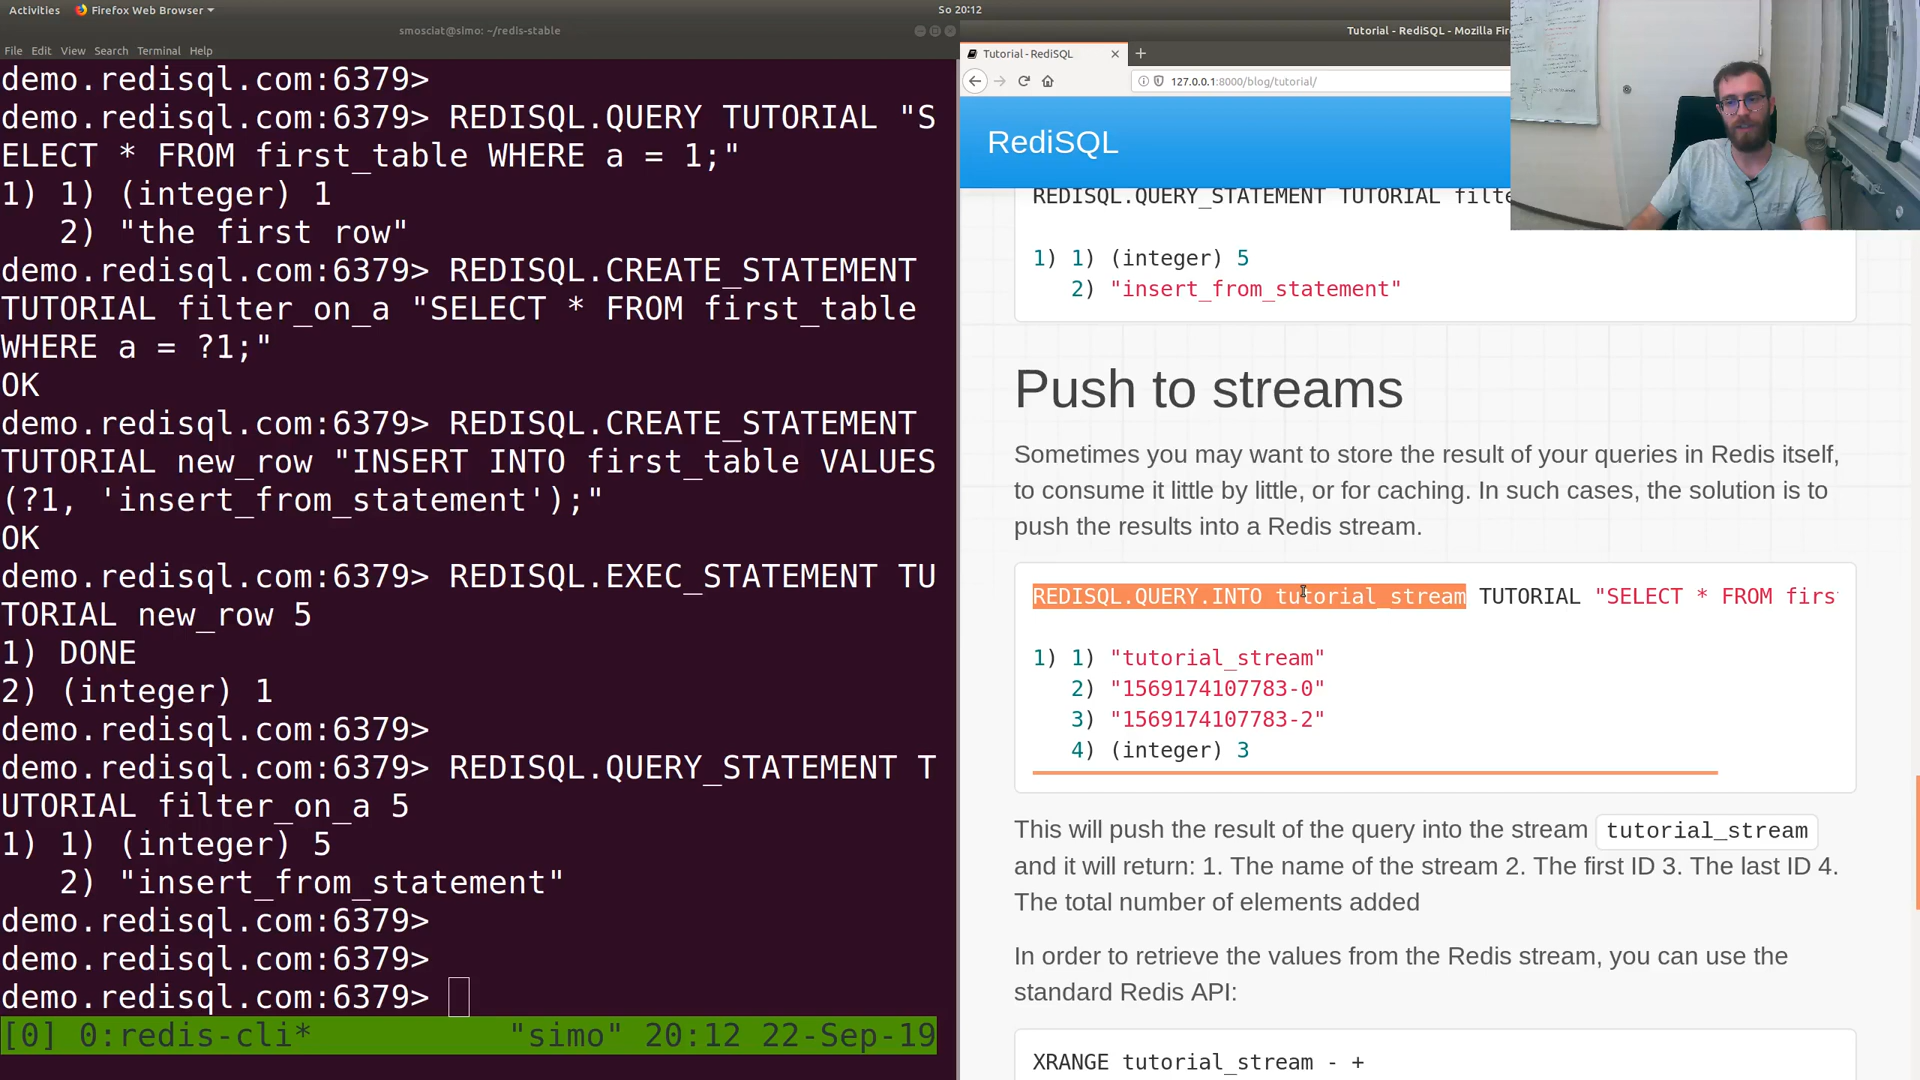 Activities Firefox Web Browser So 20:12
smosciat@simo: ~/redis-stable
File Edit View Search Terminal Help
demo.redisql.com:6379>
demo.redisql.com:6379> REDISQL.QUERY TUTORIAL "S
ELECT * FROM first_table WHERE a = 1;"
1) 1) (integer) 1
2) "the first row"
demo.redisql.com:6379> REDISQL.CREATE_STATEMENT
TUTORIAL filter_on_a "SELECT * FROM first_table
WHERE a = ?1;"
OK
demo.redisql.com:6379> REDISQL.CREATE_STATEMENT
TUTORIAL new_row "INSERT INTO first_table VALUES
(?1, 'insert_from_statement');"
OK
demo.redisql.com:6379> REDISQL.EXEC_STATEMENT TU
TORIAL new_row 5
1) DONE
2) (integer) 1
demo.redisql.com:6379>
demo.redisql.com:6379> REDISQL.QUERY_STATEMENT T
UTORIAL filter_on_a 5
1) 1) (integer) 5
2) "insert_from_statement"
demo.redisql.com:6379>
demo.redisql.com:6379>
demo.redisql.com:6379>
[0] 0:redis-cli* "simo" 20:12 22-Sep-19
Tutorial - RediSQL - Mozilla Fir
Tutorial - RediSQL
127.0.0.1:8000/blog/tutorial/
RediSQL
REDISQL.QUERY_STATEMENT TUTORIAL filte
1) 1) (integer) 5
2) "insert_from_statement"
Push to streams
Sometimes you may want to store the result of your queries in Redis itself,
to consume it little by little, or for caching. In such cases, the solution is to
push the results into a Redis stream.
REDISQL.QUERY.INTO tutorial_stream TUTORIAL "SELECT * FROM firs
1) 1) "tutorial_stream"
2) "1569174107783-0"
3) "1569174107783-2"
4) (integer) 3
This will push the result of the query into the stream tutorial_stream
and it will return: 1. The name of the stream 2. The first ID 3. The last ID 4.
The total number of elements added
In order to retrieve the values from the Redis stream, you can use the
standard Redis API:
XRANGE tutorial_stream - +